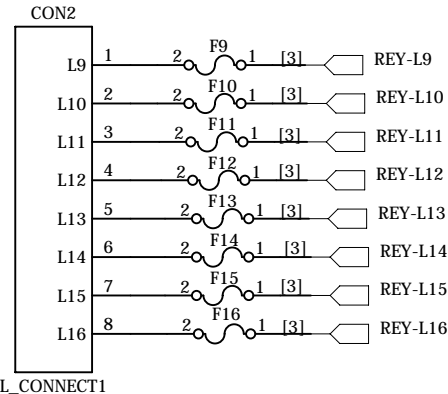 CON2
L9 1 2 F9 1 [3] REY-L9
L10 2 2 F10 1 [3] REY-L10
L11 3 2 F11 1 [3] REY-L11
L12 4 2 F12 1 [3] REY-L12
L13 5 2 F13 1 [3] REY-L13
L14 6 2 F14 1 [3] REY-L14
L15 7 2 F15 1 [3] REY-L15
L16 8 2 F16 1 [3] REY-L16
L_CONNECT1